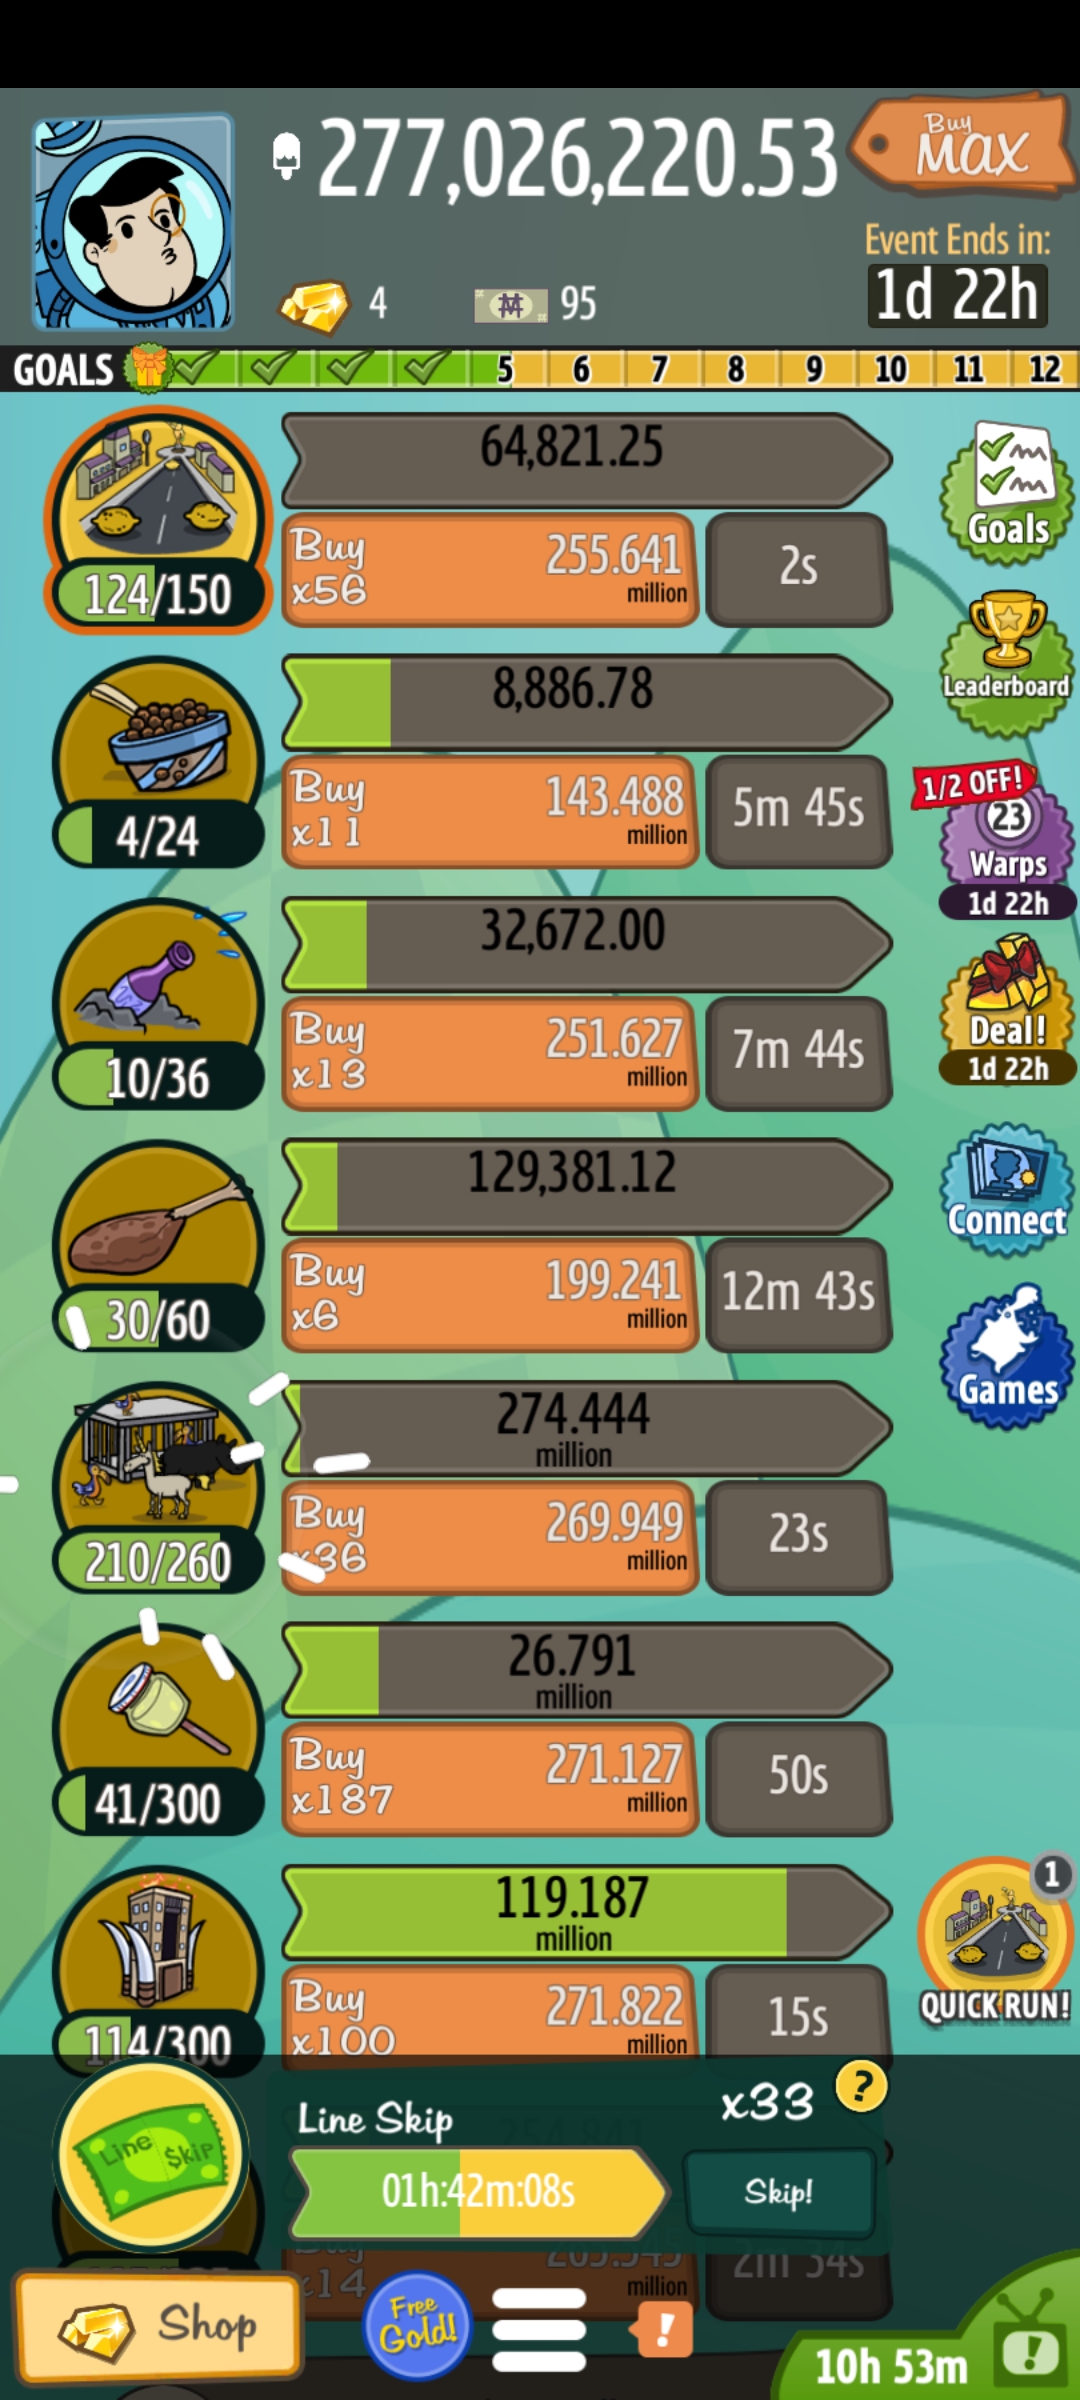 277,026,220.53
Buy
MAX
Event Ends in:
1d 22h
4
95
GOALS 5 6 7 8 9 10 11 12
64,821.25
Buy
x56
255.641
million
2s
124/150
Goals
8,886.78
Buy
x11
143.488
million
5m 45s
4/24
Leaderboard
1/2 OFF!
23
Warps
1d 22h
32,672.00
Buy
x13
251.627
million
7m 44s
10/36
Deal!
1d 22h
129,381.12
Buy
x6
199.241
million
12m 43s
30/60
Connect
Games
274.444
million
Buy
x36
269.949
million
23s
210/260
26.791
million
Buy
x187
271.127
million
50s
41/300
119.187
million
Buy
x100
271.822
million
15s
114/300
1
QUICK RUN!
Line Skip
Line $kip
x33
?
01h:42m:08s
Skip!
Buy
x14
million
2m 34s
Shop
Free
Gold!
!
10h 53m
!